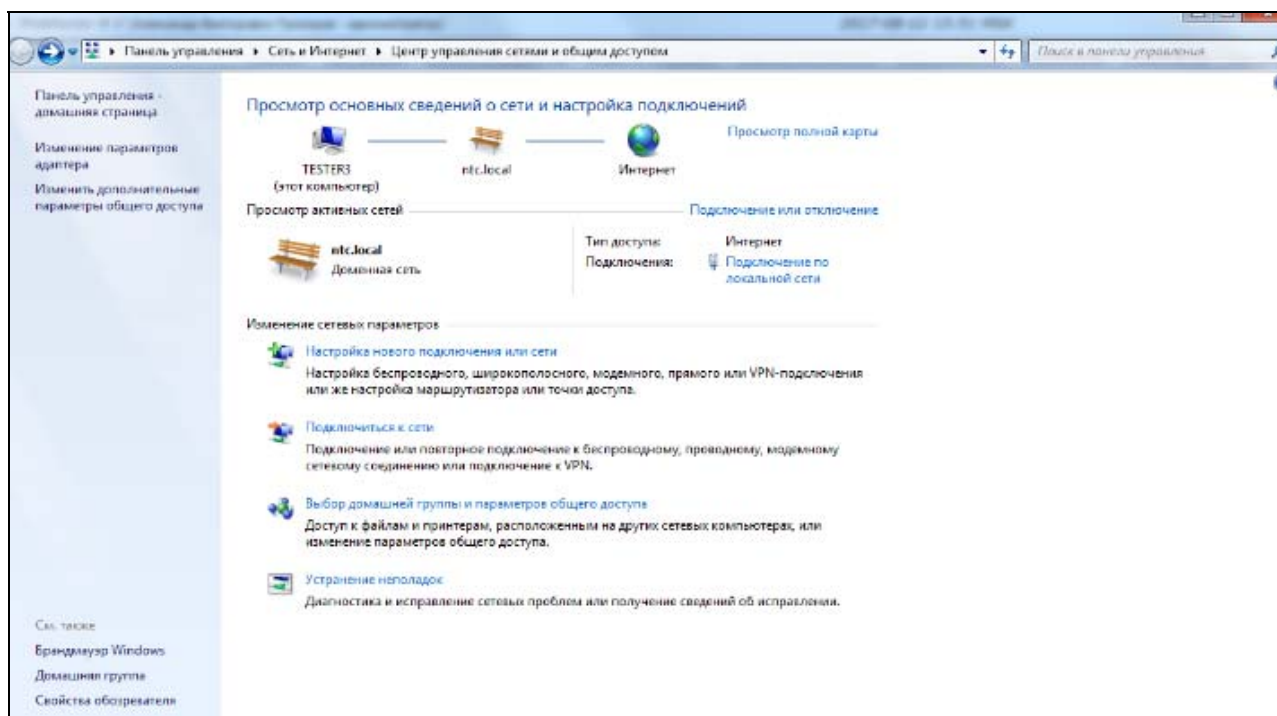 Панель управления ▸ Сеть и Интернет ▸ Центр управления сетями и общим доступом
Поиск в панели управления
Панель управления -
домашняя страница
Изменение параметров
адаптера
Изменить дополнительные
параметры общего доступа
Просмотр основных сведений о сети и настройка подключений
Просмотр полной карты
TESTER3
(этот компьютер)
ntc.local
Интернет
Просмотр активных сетей
Подключение или отключение
ntc.local
Доменная сеть
Тип доступа: Интернет
Подключения: Подключение по
локальной сети
Изменение сетевых параметров
Настройка нового подключения или сети
Настройка беспроводного, широкополосного, модемного, прямого или VPN-подключения
или же настройка маршрутизатора или точки доступа.
Подключиться к сети
Подключение или повторное подключение к беспроводному, проводному, модемному
сетевому соединению или подключение к VPN.
Выбор домашней группы и параметров общего доступа
Доступ к файлам и принтерам, расположенным на других сетевых компьютерах, или
изменение параметров общего доступа.
Устранение неполадок
Диагностика и исправление сетевых проблем или получение сведений об исправлении.
См. также
Брандмауэр Windows
Домашняя группа
Свойства обозревателя